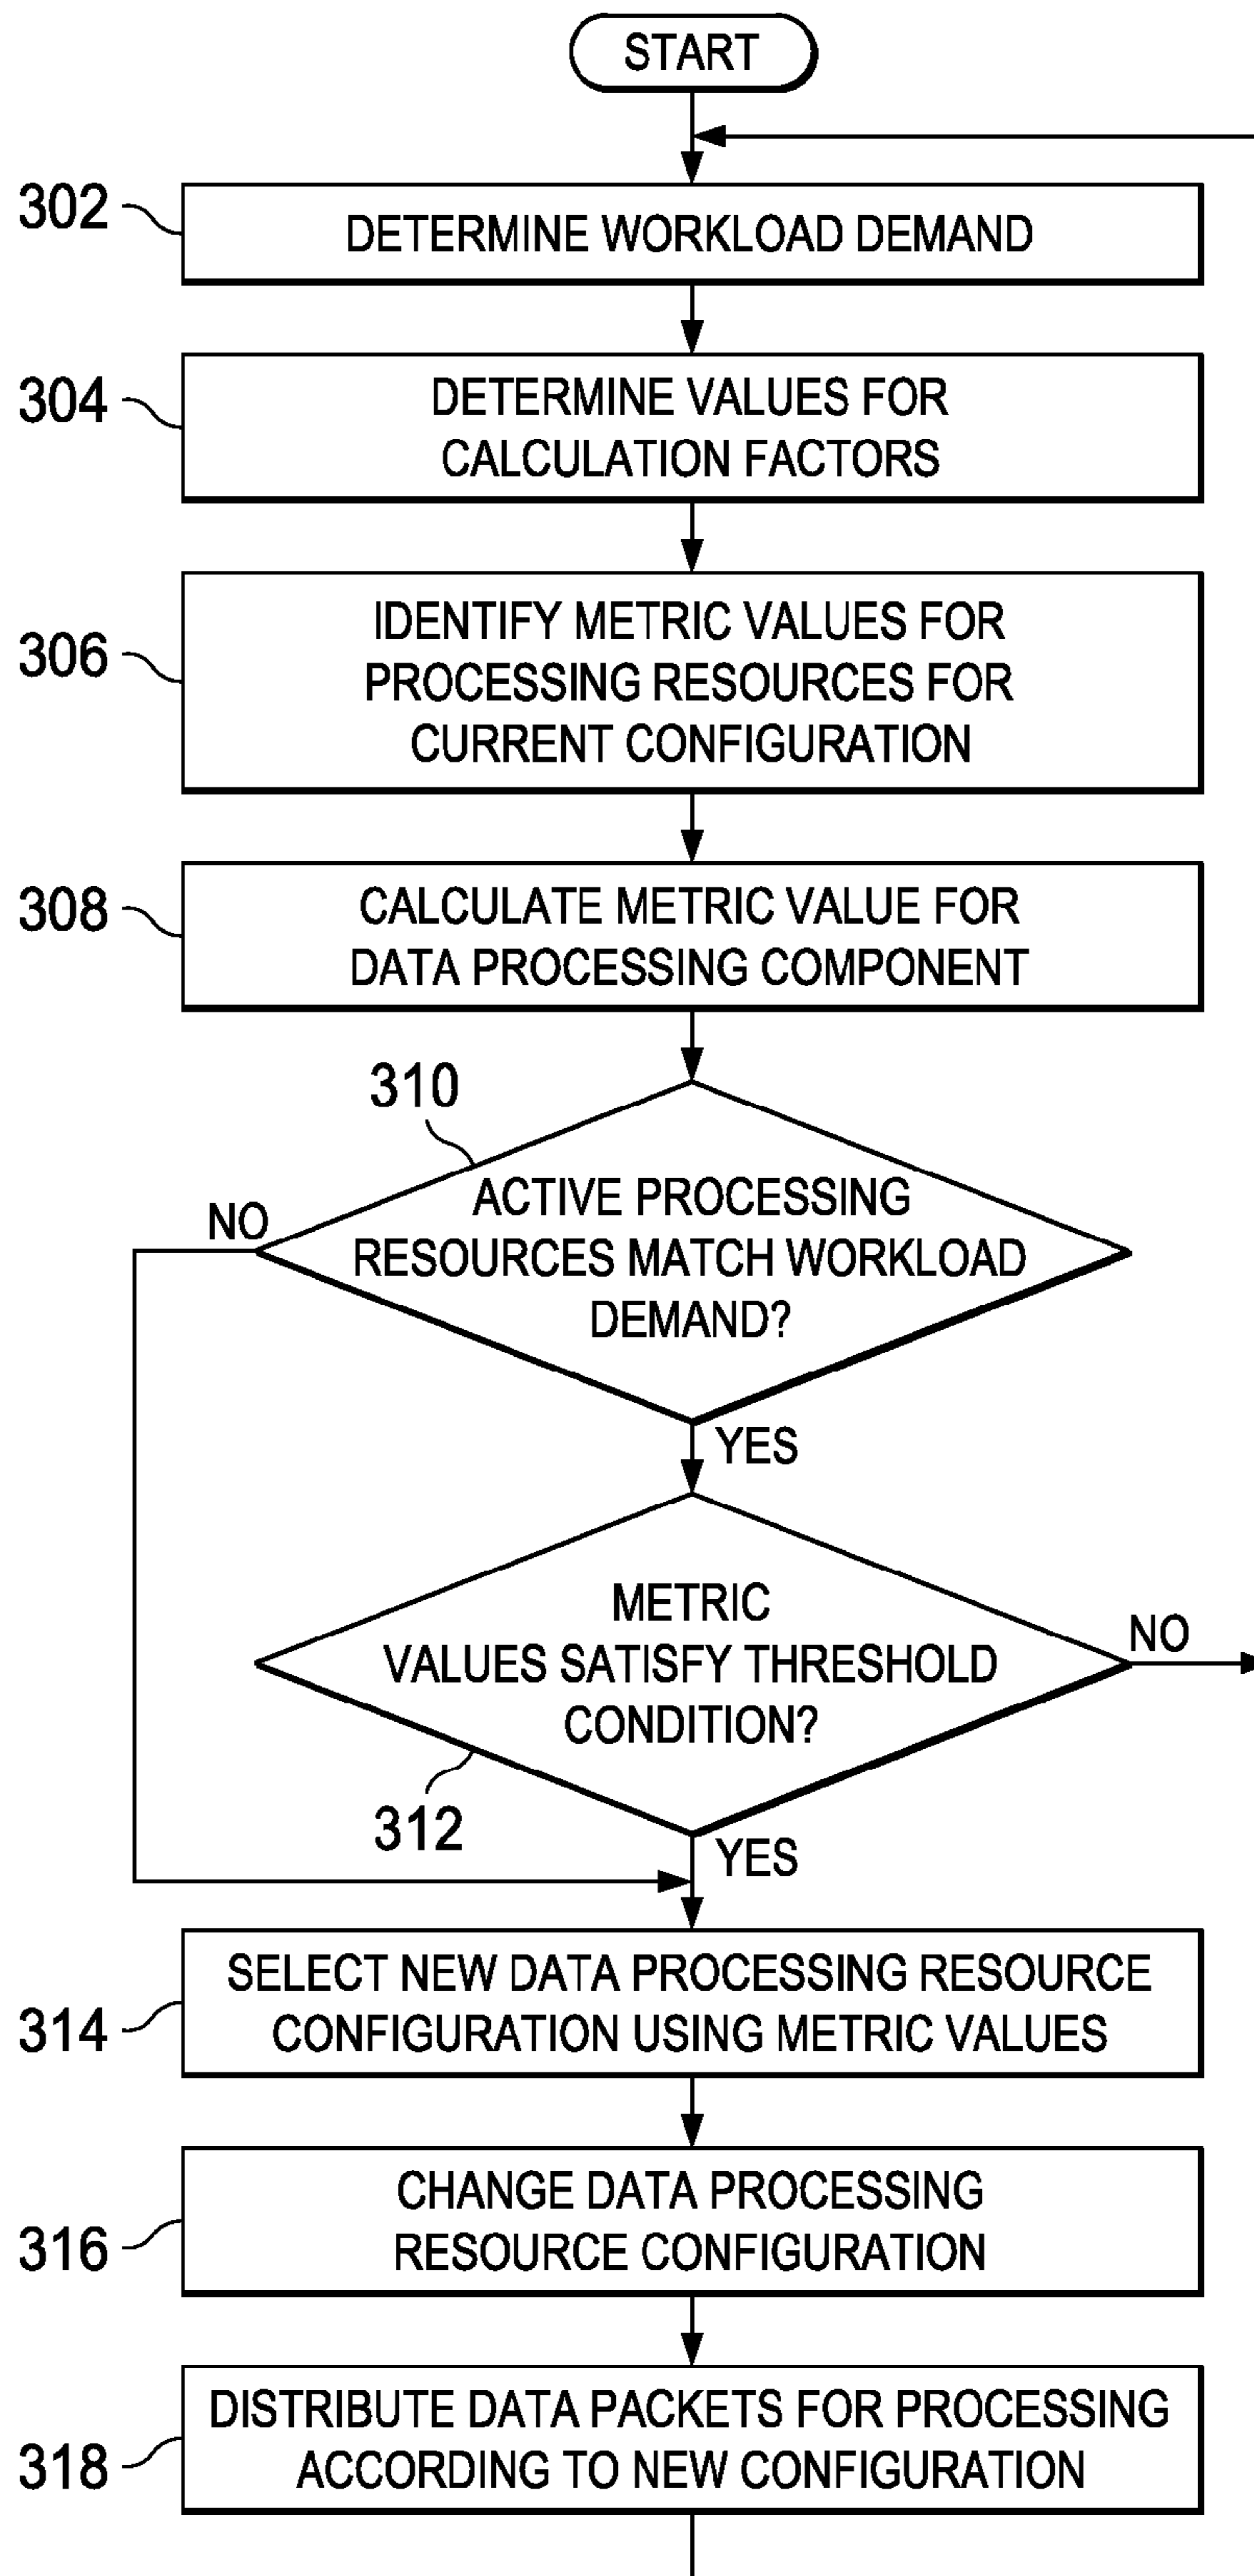 START
302
DETERMINE WORKLOAD DEMAND
304
DETERMINE VALUES FOR
CALCULATION FACTORS
306
IDENTIFY METRIC VALUES FOR
PROCESSING RESOURCES FOR
CURRENT CONFIGURATION
308
CALCULATE METRIC VALUE FOR
DATA PROCESSING COMPONENT
310
ACTIVE PROCESSING
RESOURCES MATCH WORKLOAD
DEMAND?
NO
YES
METRIC
VALUES SATISFY THRESHOLD
CONDITION?
NO
312
YES
314
SELECT NEW DATA PROCESSING RESOURCE
CONFIGURATION USING METRIC VALUES
316
CHANGE DATA PROCESSING
RESOURCE CONFIGURATION
318
DISTRIBUTE DATA PACKETS FOR PROCESSING
ACCORDING TO NEW CONFIGURATION